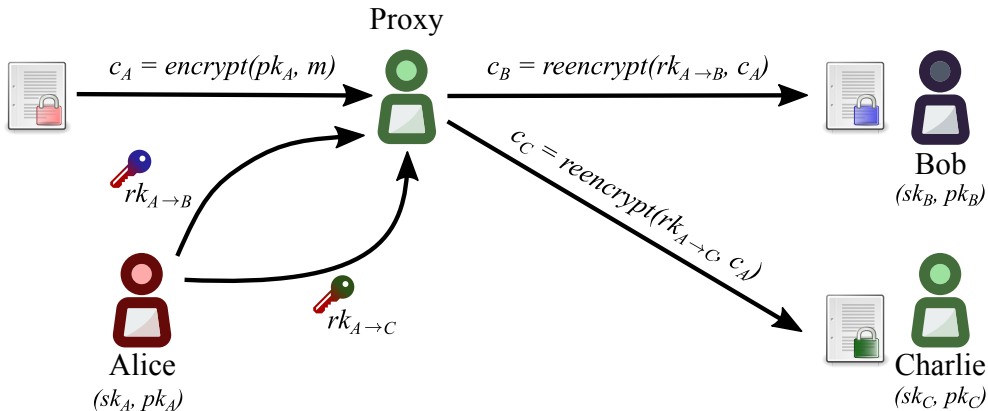 Proxy
c_A = encrypt(pk_A, m)
c_B = reencrypt(rk_{A→B}, c_A)
c_C = reencrypt(rk_{A→C}, c_A)
rk_{A→B}
rk_{A→C}
Alice
(sk_A, pk_A)
Bob
(sk_B, pk_B)
Charlie
(sk_C, pk_C)